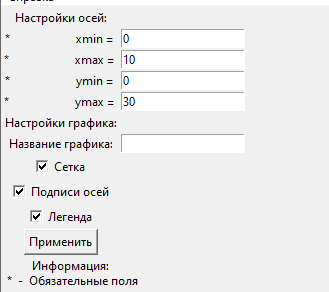 Настройки осей:
* xmin = 0
* xmax = 10
* ymin = 0
* ymax = 30
Настройки графика:
Название графика:
Сетка
Подписи осей
Легенда
Применить
Информация:
* - Обязательные поля